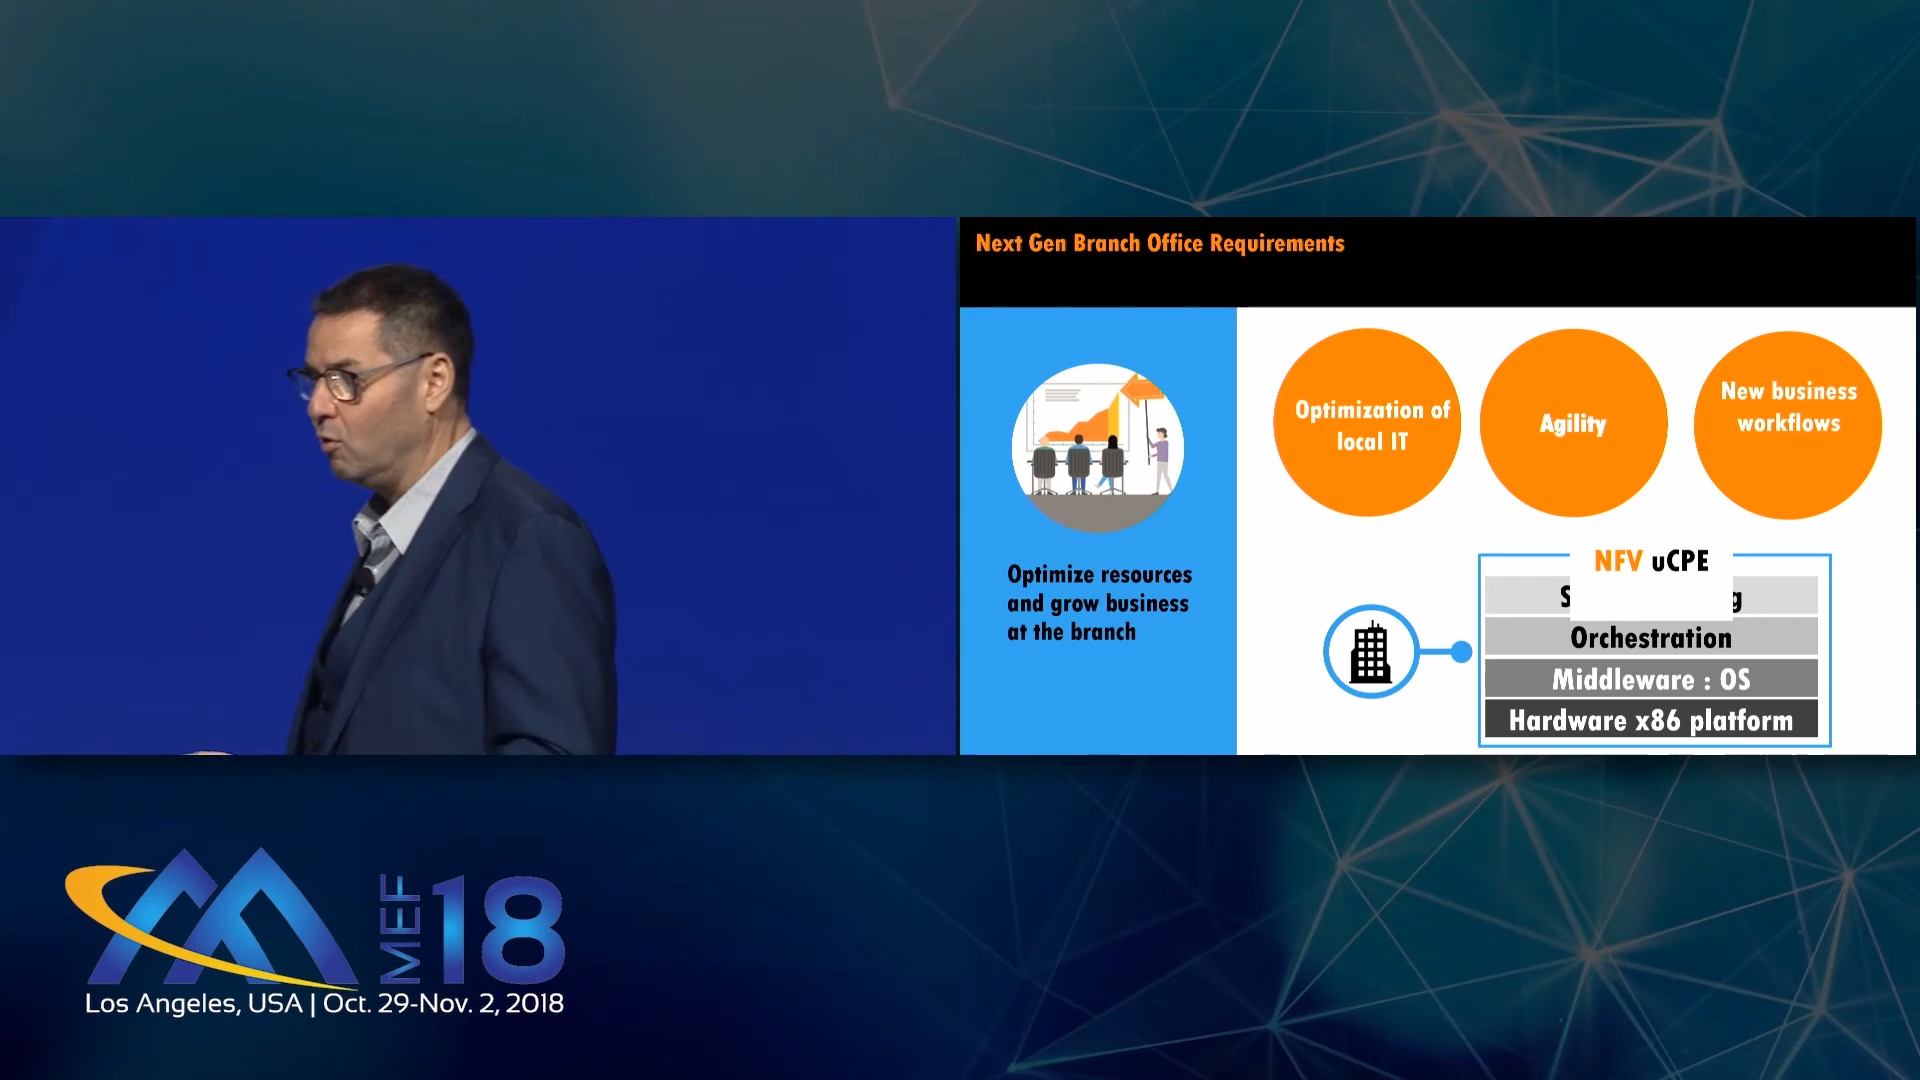 Next Gen Branch Office Requirements
Optimization of
local IT
Agility
New business
workflows
Optimize resources
and grow business
at the branch
NFV uCPE
Orchestration
Middleware : OS
Hardware x86 platform
MEF 18
Los Angeles, USA | Oct. 29-Nov. 2, 2018